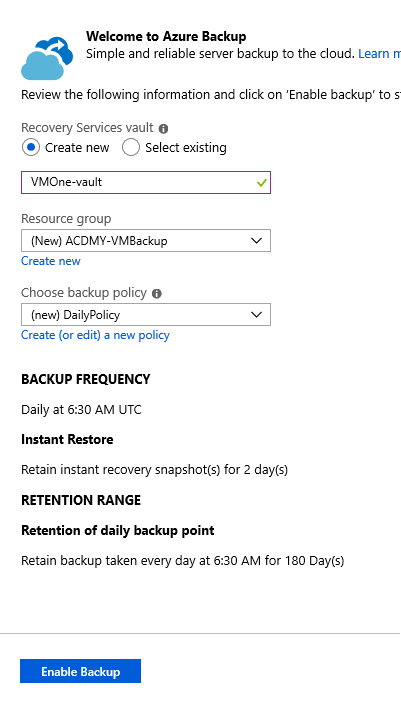 Welcome to Azure Backup
Simple and reliable server backup to the cloud. Learn
Review the following information and click on 'Enable backup' to
Recovery Services vault
Create new
Select existing
VMOne-vault
Resource group
(New) ACDMY-VMBackup
Create new
Choose backup policy
(new) DailyPolicy
Create (or edit) a new policy
BACKUP FREQUENCY
Daily at 6:30 AM UTC
Instant Restore
Retain instant recovery snapshot(s) for 2 day(s)
RETENTION RANGE
Retention of daily backup point
Retain backup taken every day at 6:30 AM for 180 Day(s)
Enable Backup